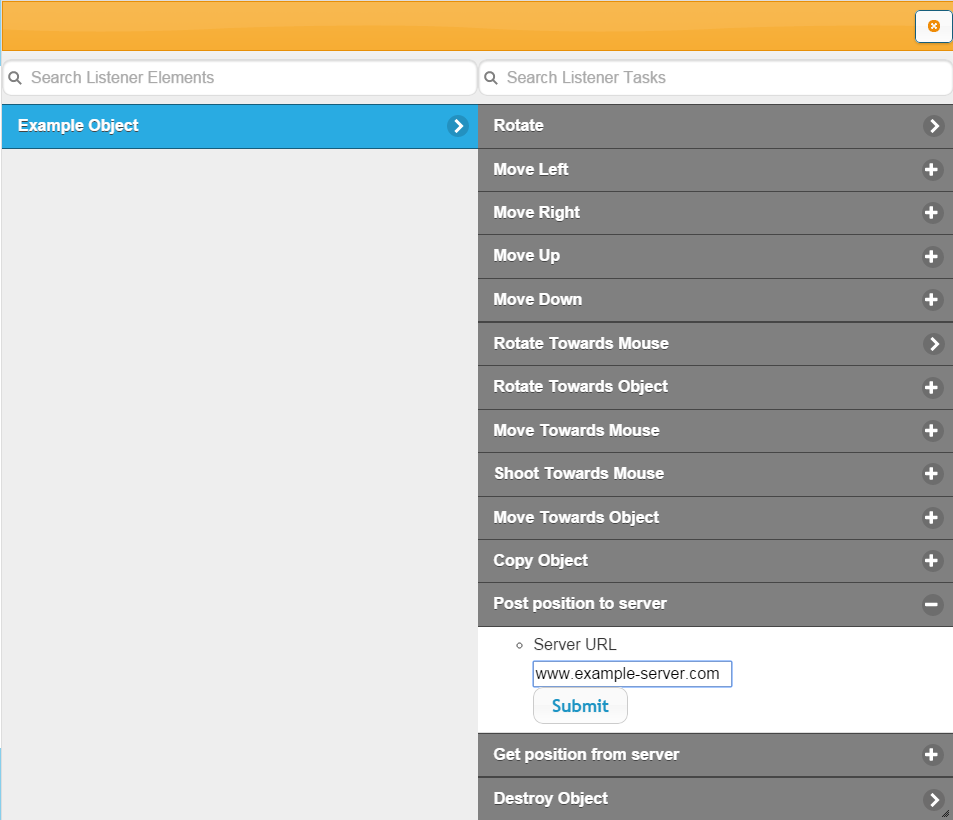 Search Listener Elements
Search Listener Tasks
Example Object
Rotate
Move Left
Move Right
Move Up
Move Down
Rotate Towards Mouse
Rotate Towards Object
Move Towards Mouse
Shoot Towards Mouse
Move Towards Object
Copy Object
Post position to server
Server URL
www.example-server.com
Submit
Get position from server
Destroy Object